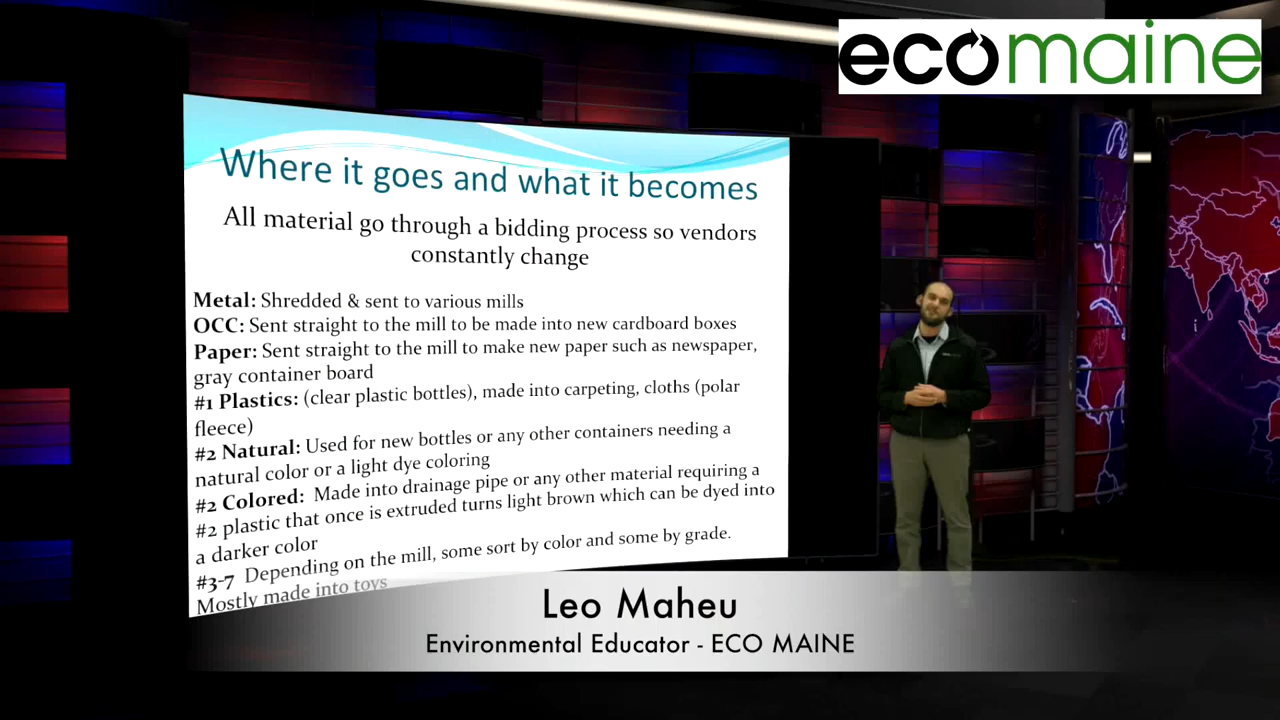 ecomaine
Where it goes and what it becomes
All material go through a bidding process so vendors
constantly change
Metal: Shredded & sent to various mills
OCC: Sent straight to the mill to be made into new cardboard boxes
Paper: Sent straight to the mill to make new paper such as newspaper,
gray container board
#1 Plastics: (clear plastic bottles), made into carpeting, cloths (polar
fleece)
#2 Natural: Used for new bottles or any other containers needing a
natural color or a light dye coloring
#2 Colored: Made into drainage pipe or any other material requiring a
#2 plastic that once is extruded turns light brown which can be dyed into
a darker color
#3-7 Depending on the mill, some sort by color and some by grade.
Mostly made into toys
Leo Maheu
Environmental Educator - ECO MAINE